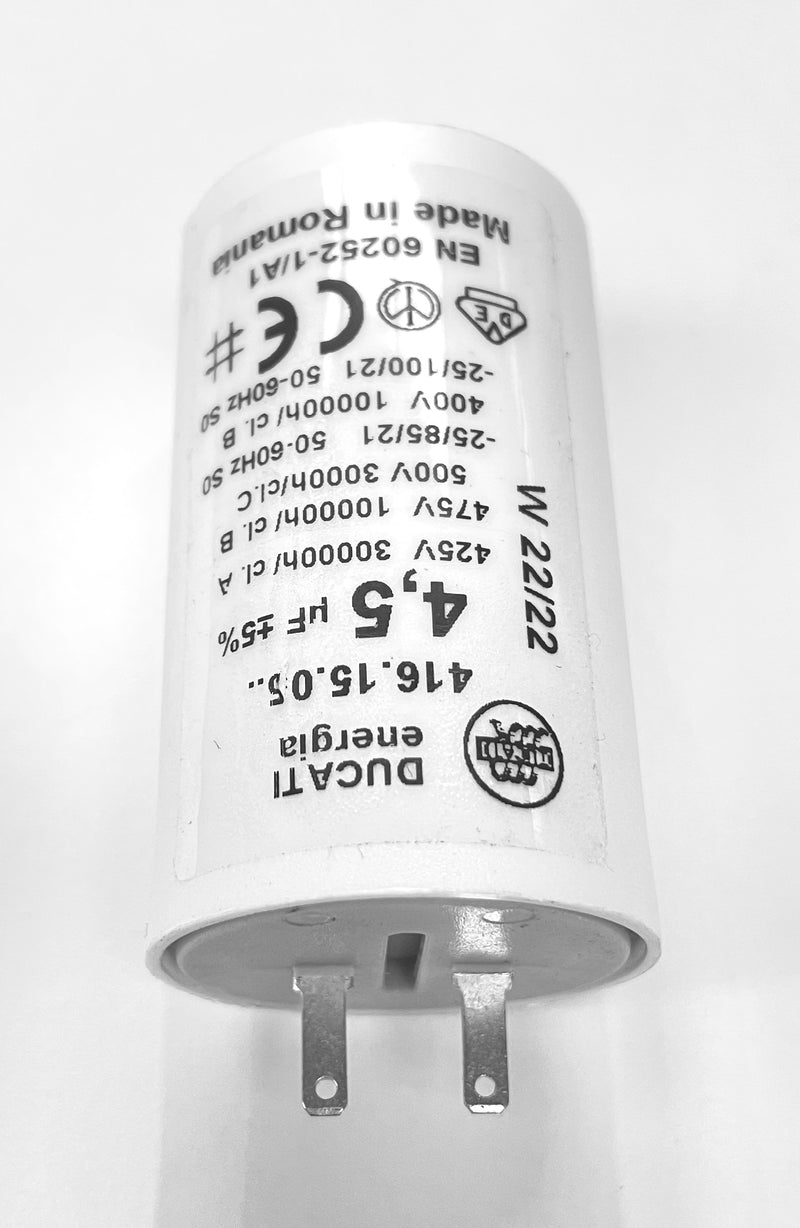 DUCATI
energia
416.15.05..
4,5 µF ±5%
425V 30000h/ cl. A
475V 10000h/ cl. B
500V 3000h/cl.C
-25/85/21 50-60Hz S0
400V 10000h/ cl. B
-25/100/21 50-60Hz S0
DVE CE #
EN 60252-1/A1
Made in Romania
W 22/22